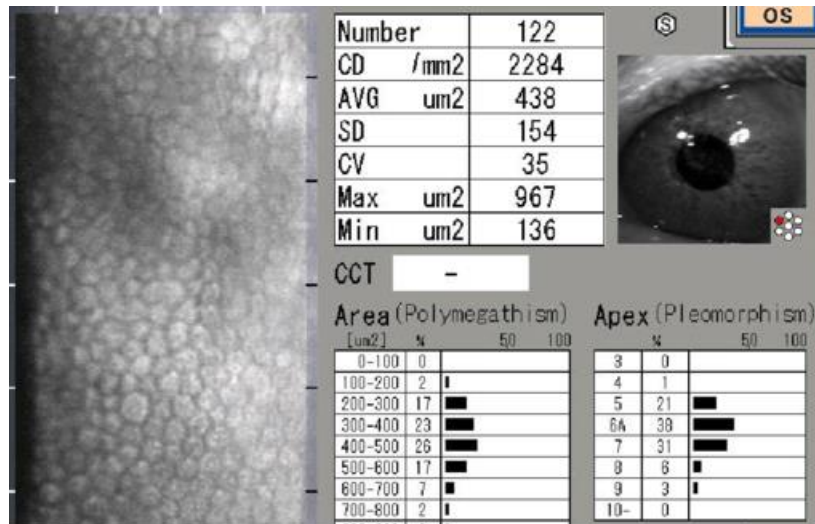 OS
S
Number 122
CD /mm2 2284
AVG um2 438
SD 154
CV 35
Max um2 967
Min um2 136
CCT -
Area (Polymegathism)
[um2] % 50 100
0-100 0
100-200 2
200-300 17
300-400 23
400-500 26
500-600 17
600-700 7
700-800 2
Apex (Pleomorphism)
% 50 100
3 0
4 1
5 21
6A 38
7 31
8 6
9 3
10- 0